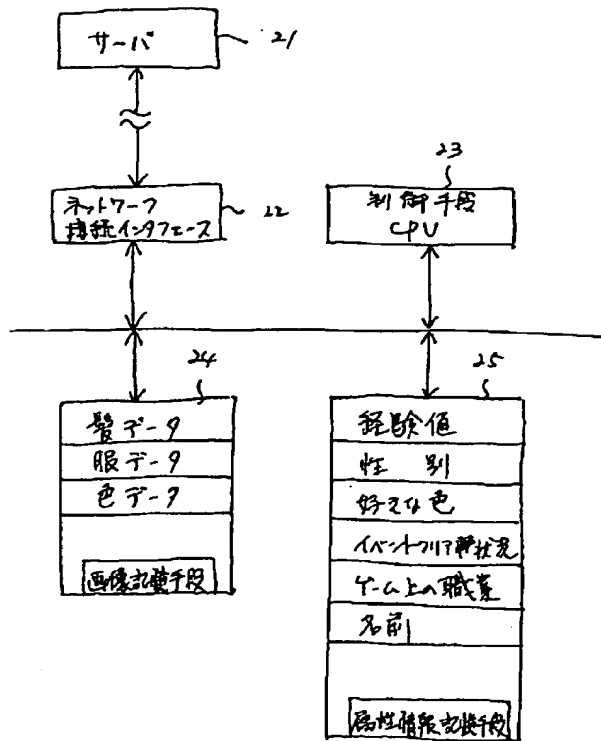 サーバ
21
ネットワーク
接続インタフェース
22
23
制御手段
CPU
24
髪データ
服データ
色データ
画像記憶手段
25
経験値
性別
好きな色
イベントクリア等状況
ゲーム上の職業
名前
属性情報記憶手段